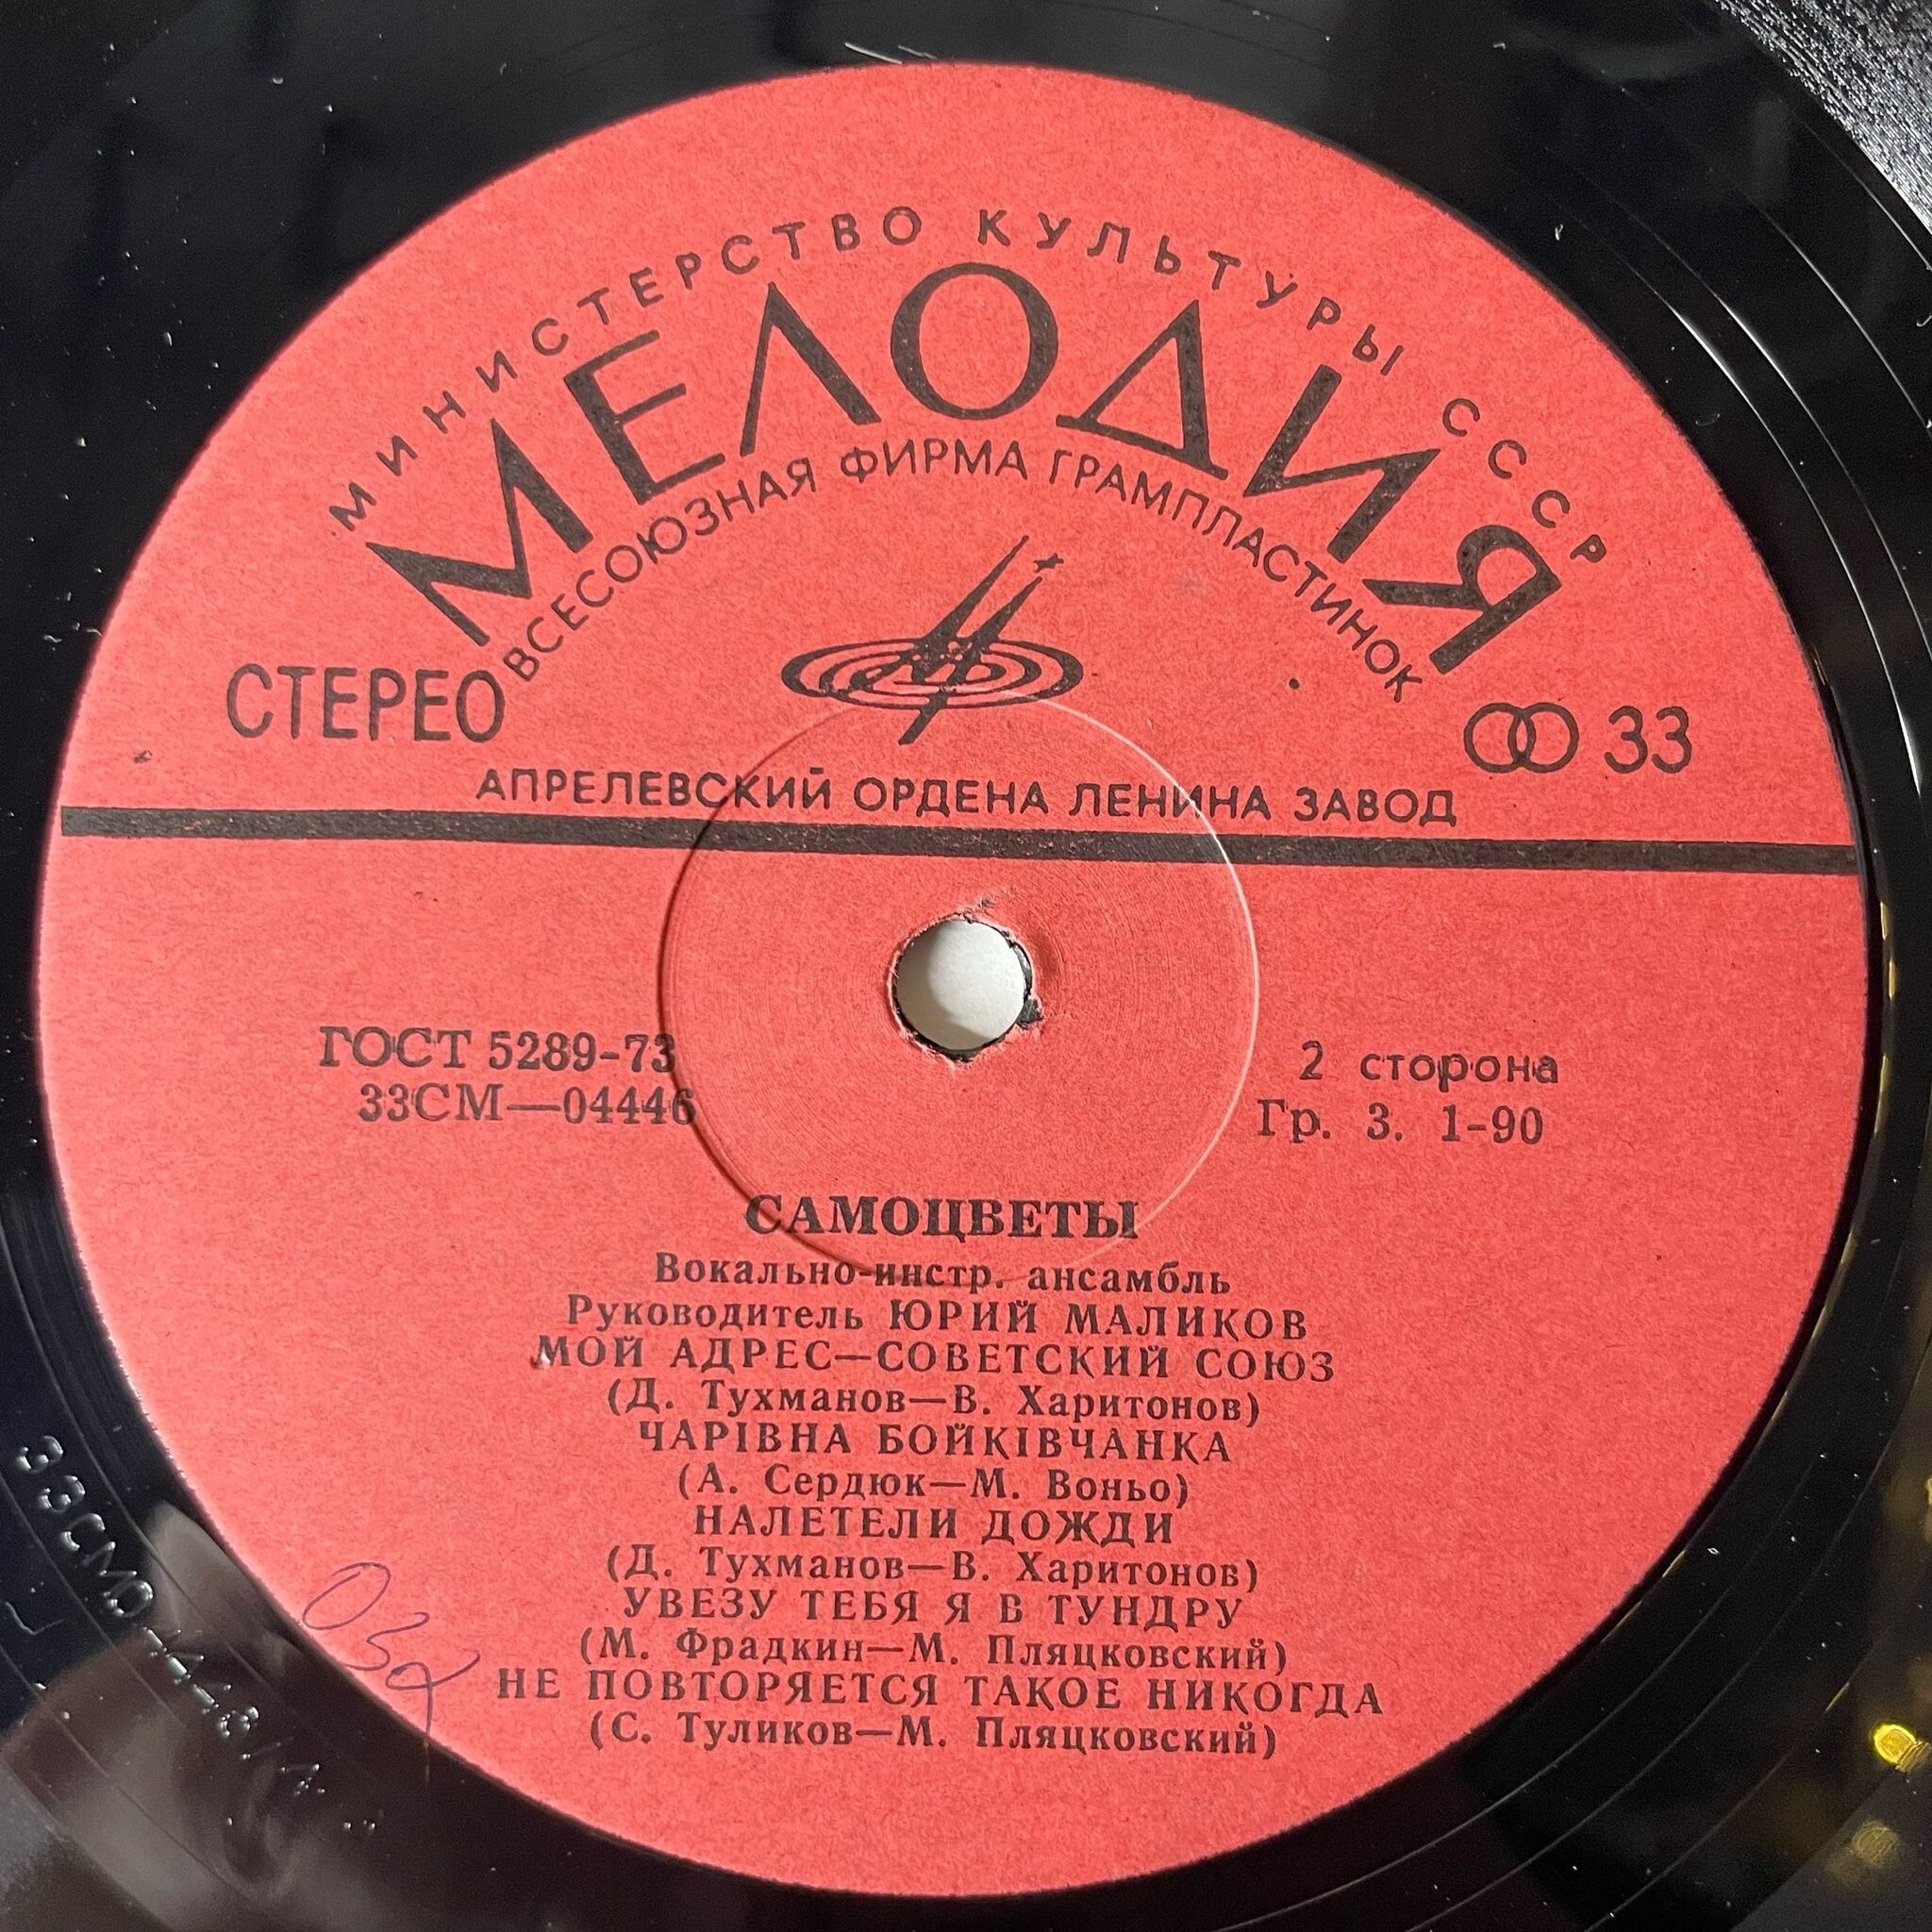 МИНИСТЕРСТВО КУЛЬТУРЫ СССР
МЕЛОДИЯ
ВСЕСОЮЗНАЯ ФИРМА ГРАМПЛАСТИНОК
СТЕРЕО
33
АПРЕЛЕВСКИЙ ОРДЕНА ЛЕНИНА ЗАВОД
ГОСТ 5289-73
33СМ—04446
2 сторона
Гр. 3. 1-90
САМОЦВЕТЫ
Вокально-инстр. ансамбль
Руководитель ЮРИЙ МАЛИКОВ
МОЙ АДРЕС—СОВЕТСКИЙ СОЮЗ
(Д. Тухманов—В. Харитонов)
ЧАРІВНА БОЙКІВЧАНКА
(А. Сердюк—М. Воньо)
НАЛЕТЕЛИ ДОЖДИ
(Д. Тухманов—В. Харитонов)
УВЕЗУ ТЕБЯ Я В ТУНДРУ
(М. Фрадкин—М. Пляцковский)
НЕ ПОВТОРЯЕТСЯ ТАКОЕ НИКОГДА
(С. Туликов—М. Пляцковский)